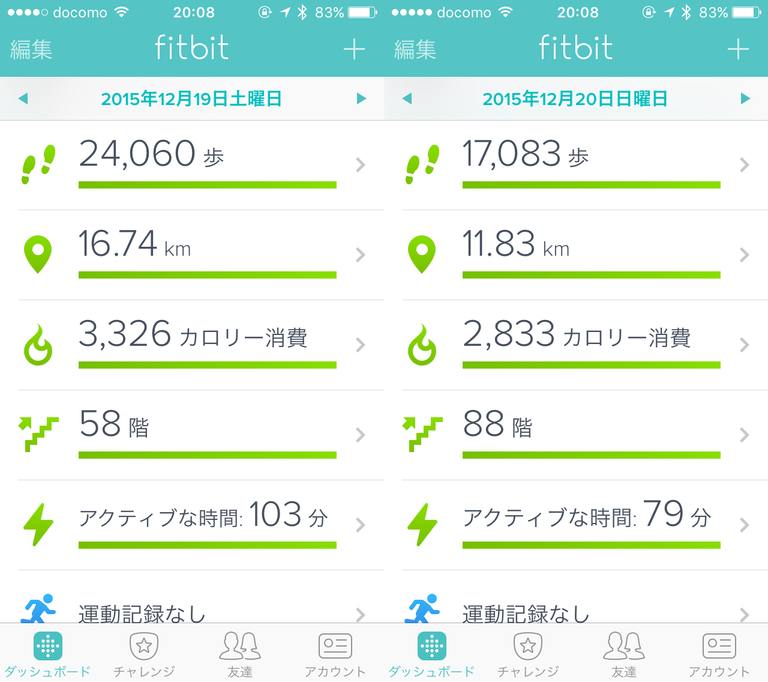 docomo 20:08 83%
編集 fitbit +
2015年12月19日土曜日
24,060 歩
16.74 km
3,326 カロリー消費
58 階
アクティブな時間: 103 分
運動記録なし
ダッシュボード チャレンジ 友達 アカウント
docomo 20:08 83%
編集 fitbit +
2015年12月20日日曜日
17,083 歩
11.83 km
2,833 カロリー消費
88 階
アクティブな時間: 79 分
運動記録なし
ダッシュボード チャレンジ 友達 アカウント